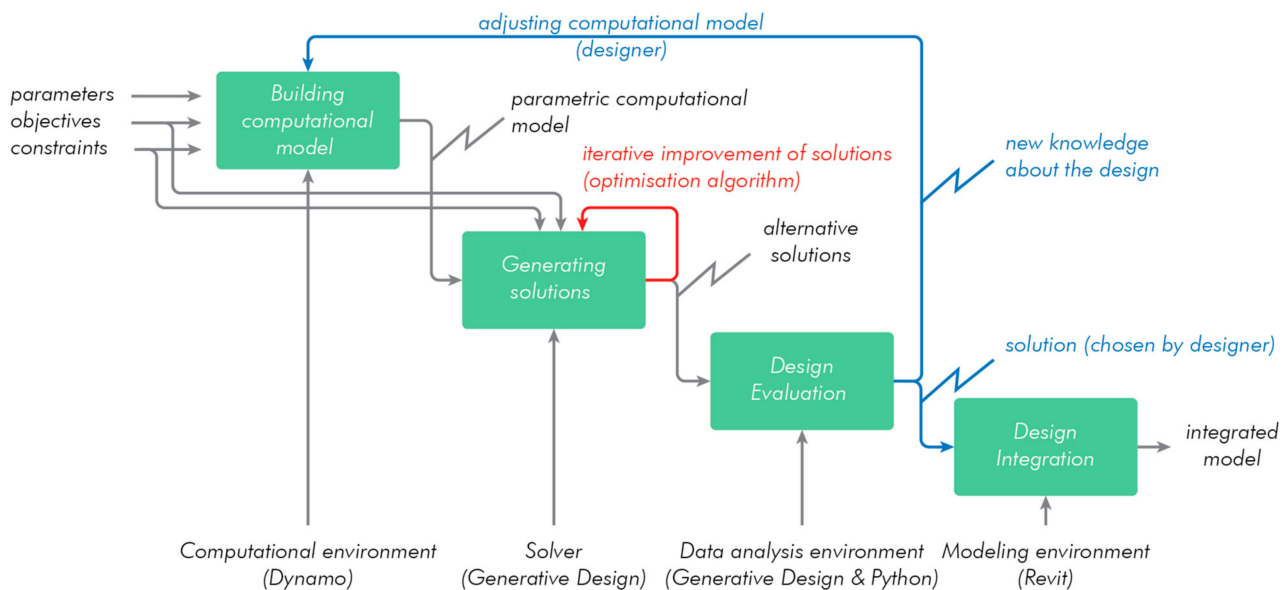 adjusting computational model
(designer)
parameters
objectives
constraints
Building
computational
model
parametric computational
model
iterative improvement of solutions
(optimisation algorithm)
new knowledge
about the design
alternative
solutions
Generating
solutions
solution (chosen by designer)
Design
Evaluation
Design
Integration
integrated
model
Computational environment
(Dynamo)
Solver
(Generative Design)
Data analysis environment
(Generative Design & Python)
Modeling environment
(Revit)